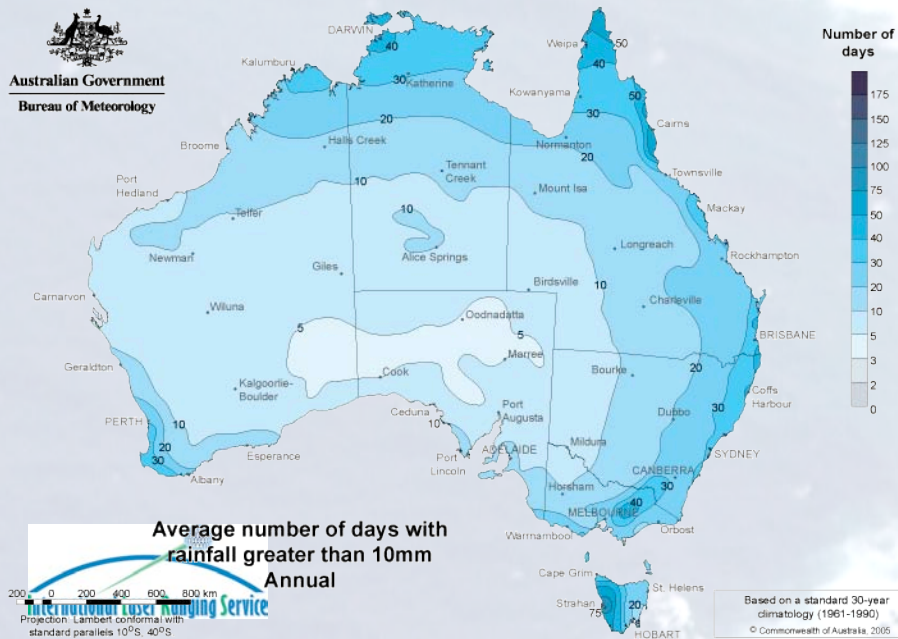 Australian Government
Bureau of Meteorology
Number of
days
175
150
125
100
75
50
40
30
20
10
5
3
2
0
DARWIN
40
Kalumburu
30
Katherine
Weipa
50
40
Kowanyama
50
30
20
Cairns
Normanton
20
Broome
Halls Creek
Tennant
Creek
10
Mount Isa
Townsville
Port
Hedland
Telfer
10
Mackay
Newman
Giles
Alice Springs
Longreach
Rockhampton
Birdsville
10
Carnarvon
Wiluna
Charleville
Oodnadatta
5
5
BRISBANE
Marree
Geraldton
Cook
Bourke
20
Kalgoorlie-
Boulder
Coffs
Harbour
Ceduna
Port
Augusta
30
Dubbo
PERTH
10
10
20
30
Esperance
Albany
Port
Lincoln
ADELAIDE
Mildura
SYDNEY
CANBERRA
Horsham
30
40
MELBOURNE
Warrnambool
Orbost
Average number of days with
rainfall greater than 10mm
Annual
Cape Grim
St. Helens
Strahan
75
20
HOBART
200 0 200 400 600 800 km
International Laser Ranging Service
Projection: Lambert conformal with
standard parallels 10°S, 40°S
Based on a standard 30-year
climatology (1961-1990)
© Commonwealth of Australia, 2005